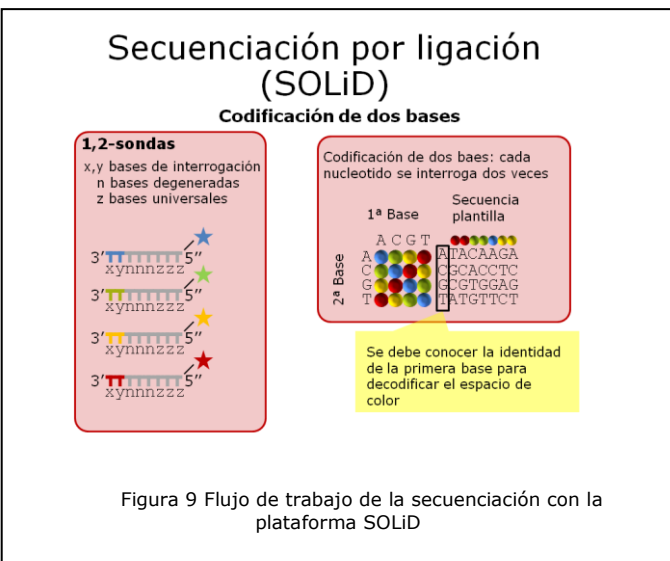 Secuenciación por ligación
(SOLiD)
Codificación de dos bases
1,2-sondas
x,y bases de interrogación
n bases degeneradas
z bases universales
3′ 5″
xynnnzzz
3′ 5″
xynnnzzz
3′ 5″
xynnnzzz
3′ 5″
xynnnzzz
Codificación de dos baes: cada
nucleotido se interroga dos veces
1ª Base
Secuencia
plantilla
A C G T
2ª Base
A ATACAAGA
C CGCACCTC
G GCGTGGAG
T TATGTTCT
Se debe conocer la identidad
de la primera base para
decodificar el espacio de
color
Figura 9 Flujo de trabajo de la secuenciación con la
plataforma SOLiD